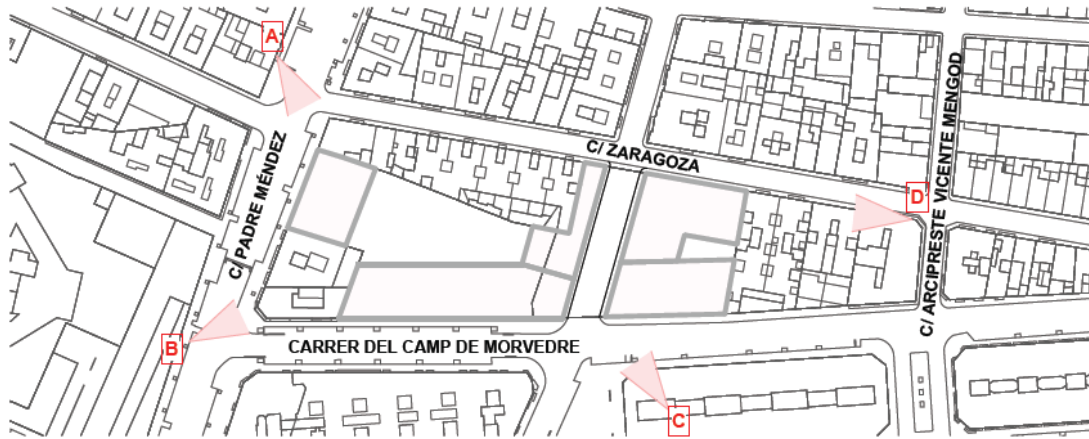 A
C/ ZARAGOZA
C/ PADRE MÉNDEZ
C/ ARCIPRESTE VICENTE MENGOD
D
B
CARRER DEL CAMP DE MORVEDRE
C